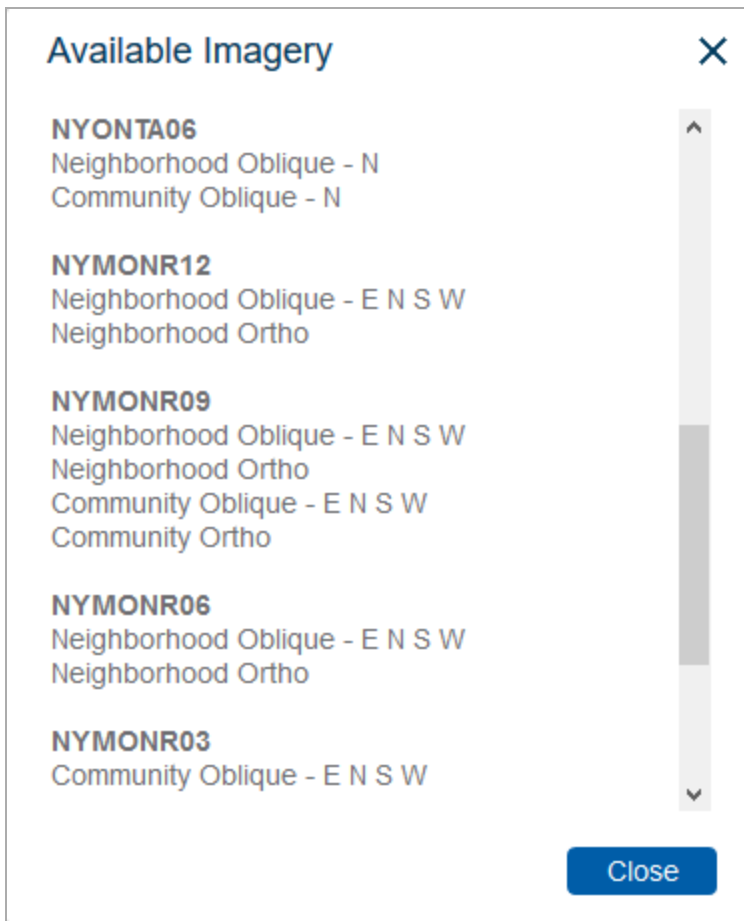 Available Imagery
NYONTA06
Neighborhood Oblique - N
Community Oblique - N
NYMONR12
Neighborhood Oblique - E N S W
Neighborhood Ortho
NYMONR09
Neighborhood Oblique - E N S W
Neighborhood Ortho
Community Oblique - E N S W
Community Ortho
NYMONR06
Neighborhood Oblique - E N S W
Neighborhood Ortho
NYMONR03
Community Oblique - E N S W
Close